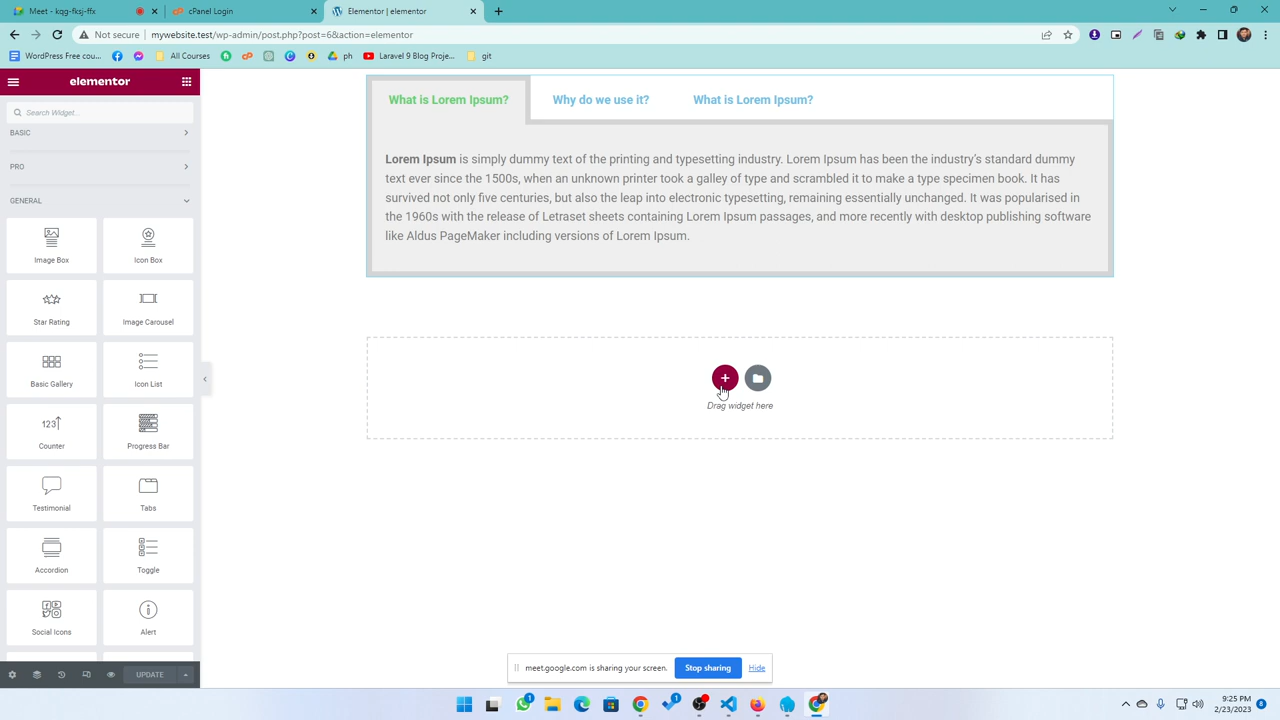 Meet - kqg-fksj-ffx
cPanel Login
Elementor | elementor
Not secure | mywebsite.test/wp-admin/post.php?post=6&action=elementor
WordPress Free cou...
All Courses
ph
Laravel 9 Blog Proje...
git
elementor
Search Widget...
BASIC
PRO
GENERAL
Image Box
Icon Box
Star Rating
Image Carousel
Basic Gallery
Icon List
Counter
Progress Bar
Testimonial
Tabs
Accordion
Toggle
Social Icons
Alert
UPDATE
What is Lorem Ipsum?
Why do we use it?
What is Lorem Ipsum?
Lorem Ipsum is simply dummy text of the printing and typesetting industry. Lorem Ipsum has been the industry's standard dummy
text ever since the 1500s, when an unknown printer took a galley of type and scrambled it to make a type specimen book. It has
survived not only five centuries, but also the leap into electronic typesetting, remaining essentially unchanged. It was popularised in
the 1960s with the release of Letraset sheets containing Lorem Ipsum passages, and more recently with desktop publishing software
like Aldus PageMaker including versions of Lorem Ipsum.
Drag widget here
meet.google.com is sharing your screen.
Stop sharing
Hide
9:25 PM
2/23/2023